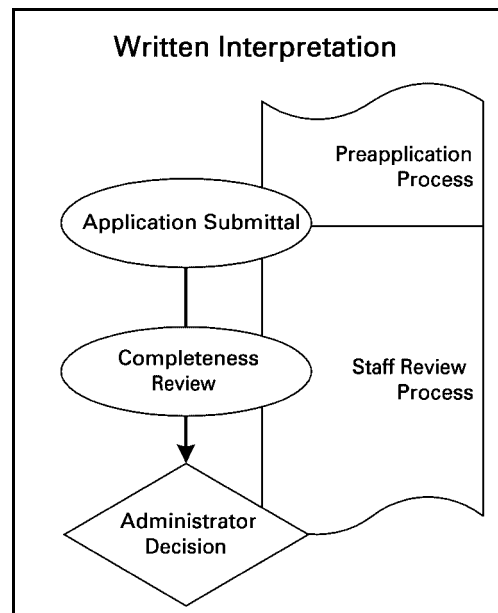 Written Interpretation
Preapplication
Process
Application Submittal
Completeness
Review
Staff Review
Process
Administrator
Decision